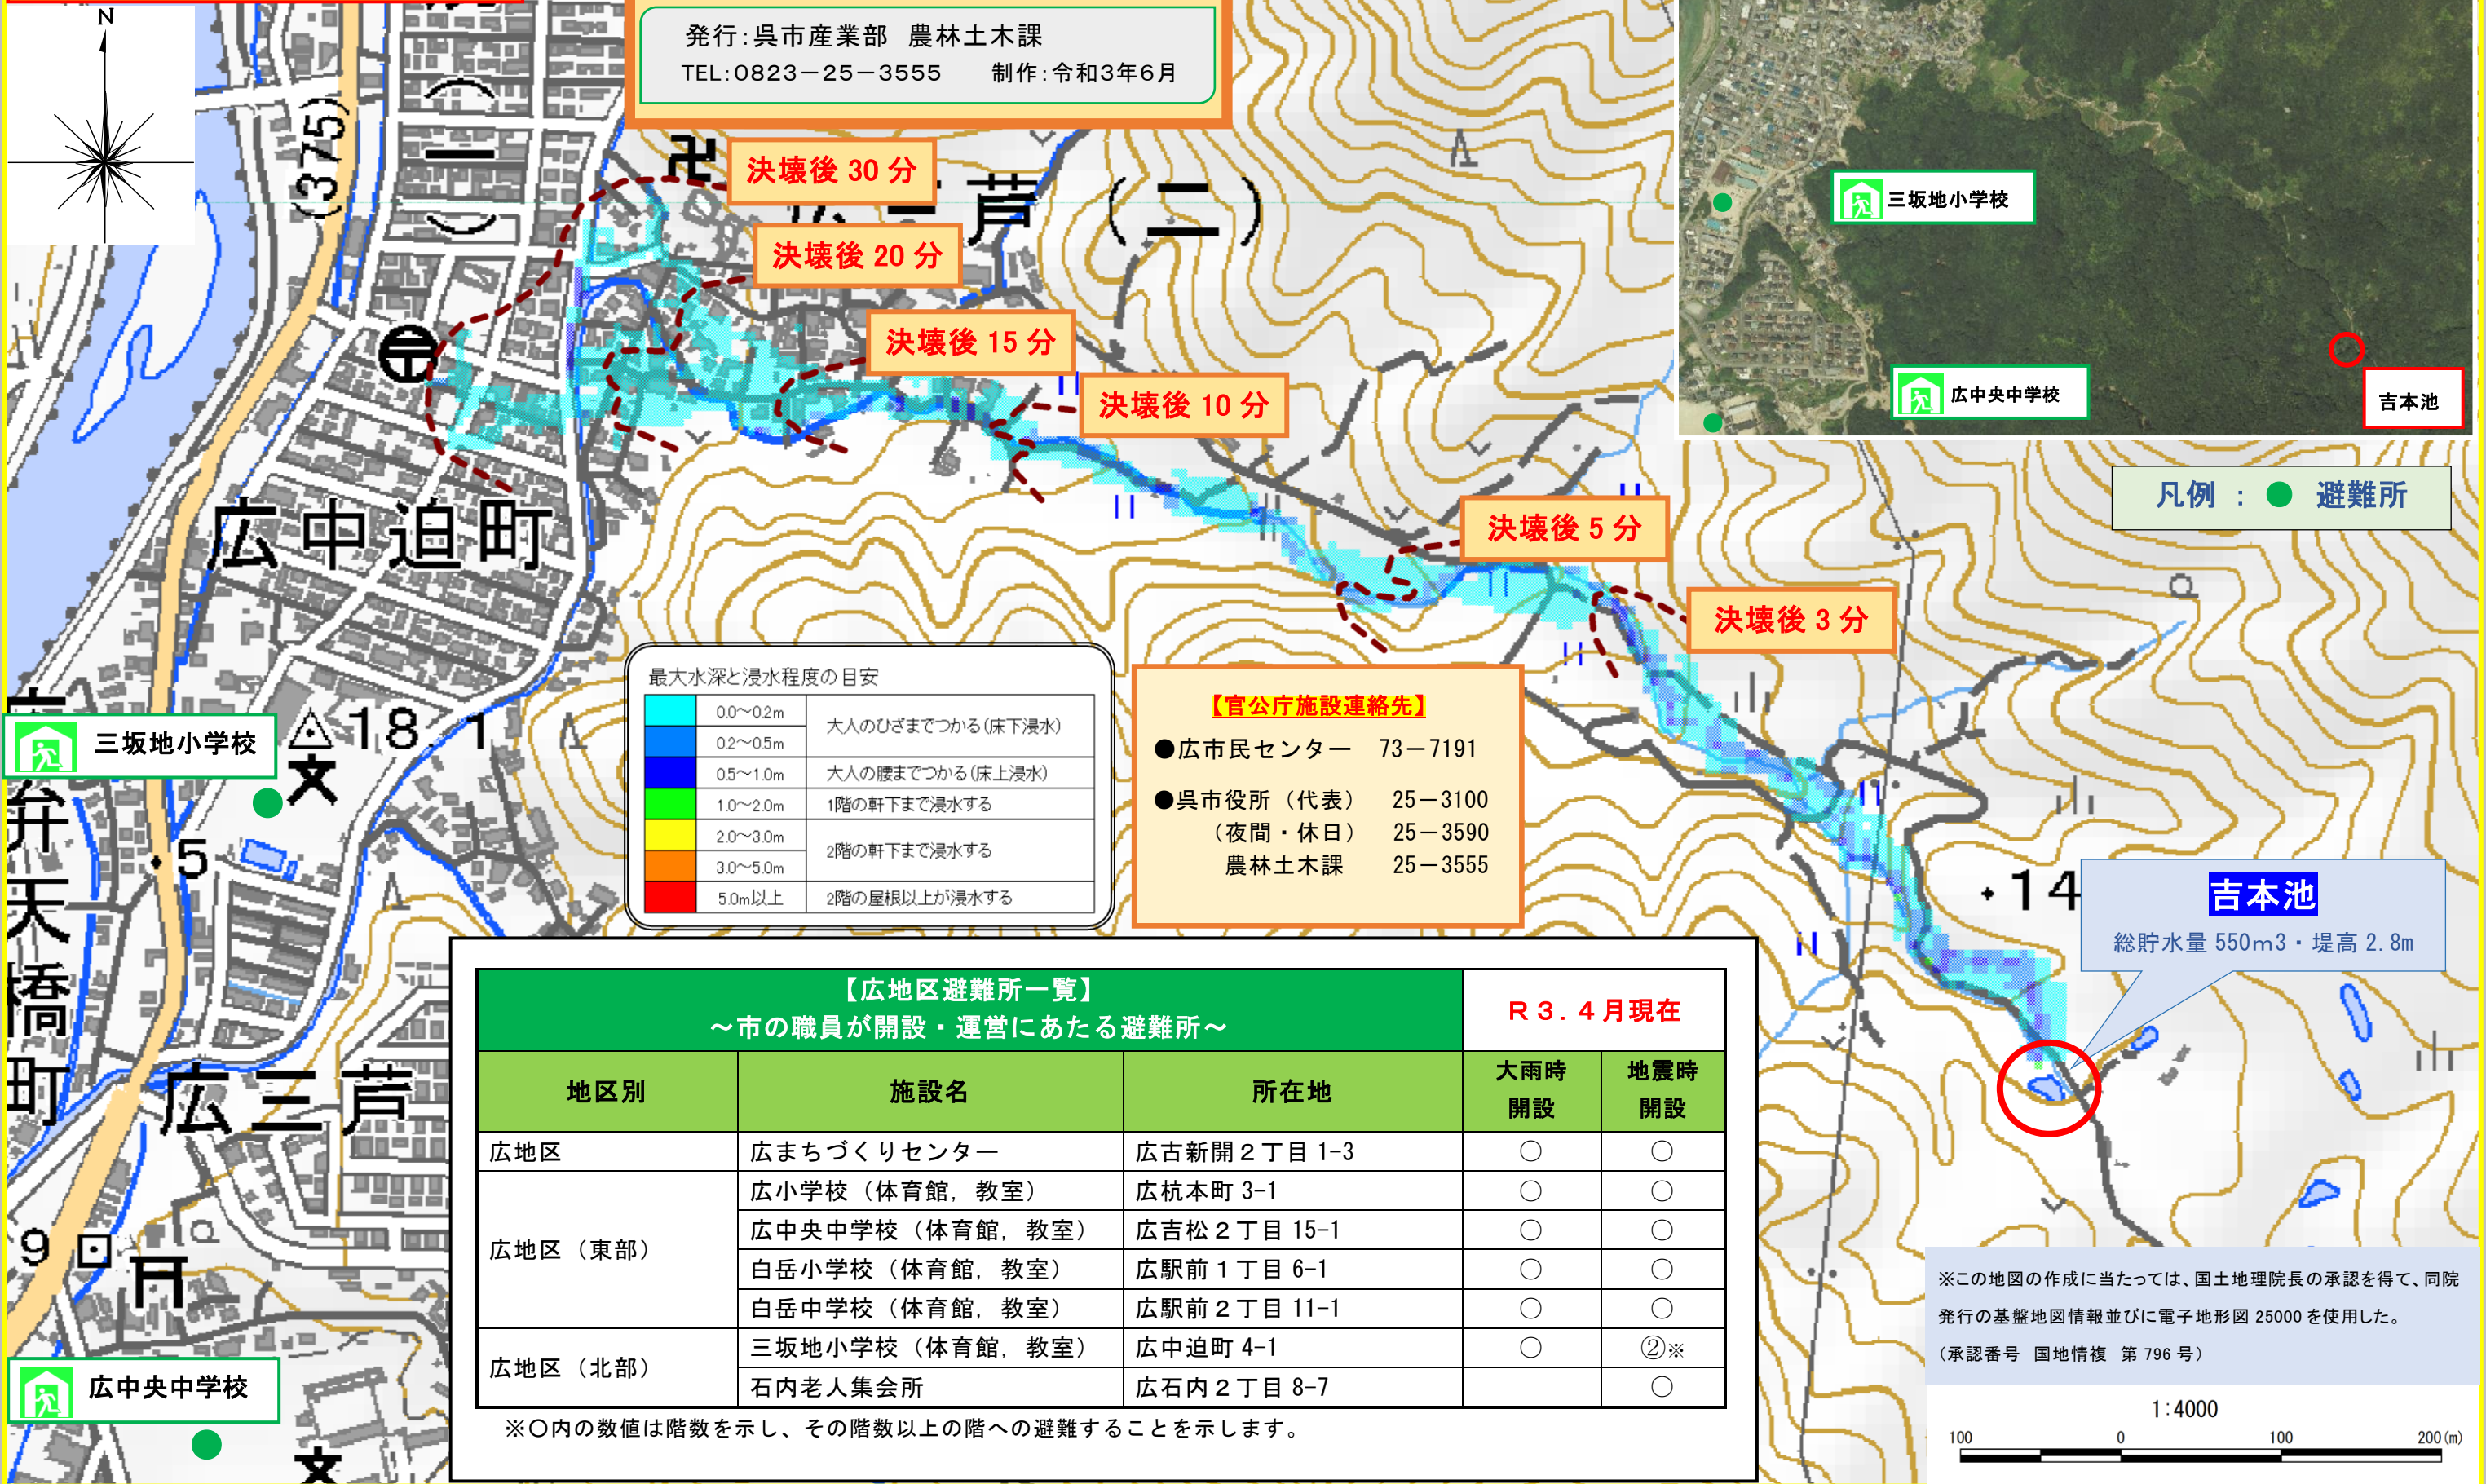 N
発行：呉市産業部　農林土木課
TEL：0823－25－3555　　制作：令和3年6月
(375)
(一)
決壊後 30 分
芦（二）
決壊後 20 分
決壊後 15 分
決壊後 10 分
決壊後 5 分
決壊後 3 分
三坂地小学校
広中央中学校
吉本池
凡例 ： ● 避難所
広中迫町
三坂地小学校
18.1
文
5
弁天橋町
広三芦
9
広中央中学校
文
最大水深と浸水程度の目安
0.0～0.2m
大人のひざまでつかる(床下浸水)
0.2～0.5m
0.5～1.0m 大人の腰までつかる(床上浸水)
1.0～2.0m 1階の軒下まで浸水する
2.0～3.0m
2階の軒下まで浸水する
3.0～5.0m
5.0m以上 2階の屋根以上が浸水する
【官公庁施設連絡先】
●広市民センター　73－7191
●呉市役所（代表）　25－3100
（夜間・休日）　25－3590
農林土木課　25－3555
14
吉本池
総貯水量 550m3・堤高 2.8m
【広地区避難所一覧】
～市の職員が開設・運営にあたる避難所～
Ｒ３.４月現在
地区別 施設名 所在地 大雨時開設 地震時開設
広地区 広まちづくりセンター 広古新開２丁目 1-3 〇 〇
広地区（東部） 広小学校（体育館，教室） 広杭本町 3-1 〇 〇
広中央中学校（体育館，教室） 広吉松２丁目 15-1 〇 〇
白岳小学校（体育館，教室） 広駅前１丁目 6-1 〇 〇
白岳中学校（体育館，教室） 広駅前２丁目 11-1 〇 〇
広地区（北部） 三坂地小学校（体育館，教室） 広中迫町 4-1 〇 ②※
石内老人集会所 広石内２丁目 8-7 〇
※〇内の数値は階数を示し、その階数以上の階への避難することを示します。
※この地図の作成に当たっては、国土地理院長の承認を得て、同院
発行の基盤地図情報並びに電子地形図 25000 を使用した。
（承認番号　国地情複　第 796 号）
1:4000
100 0 100 200(m)